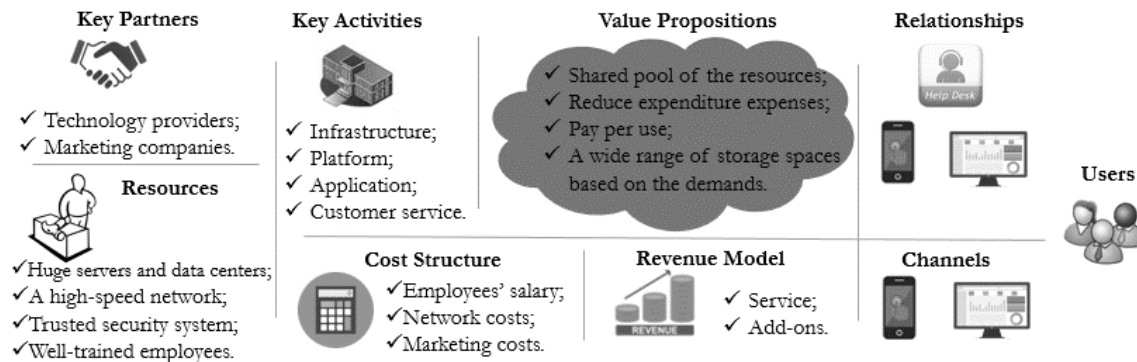 Key Partners
✓ Technology providers;
✓ Marketing companies.
Resources
✓Huge servers and data centers;
✓A high-speed network;
✓Trusted security system;
✓Well-trained employees.
Key Activities
✓ Infrastructure;
✓ Platform;
✓ Application;
✓ Customer service.
Value Propositions
✓ Shared pool of the resources;
✓ Reduce expenditure expenses;
✓ Pay per use;
✓ A wide range of storage spaces
based on the demands.
Relationships
Help Desk
Users
Cost Structure
✓Employees’ salary;
✓Network costs;
✓Marketing costs.
Revenue Model
REVENUE
✓ Service;
✓ Add-ons.
Channels